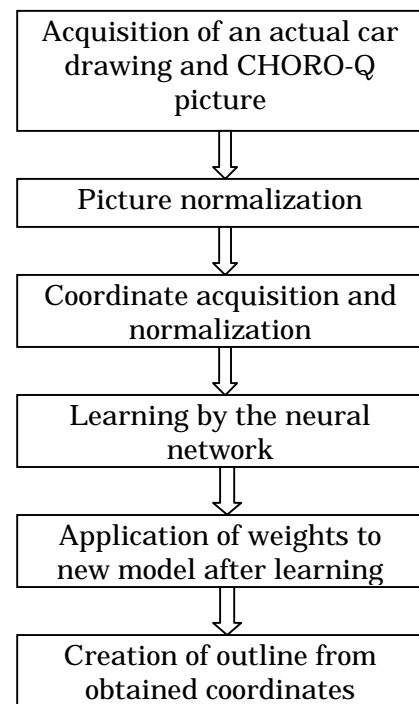 Acquisition of an actual car
drawing and CHORO-Q
picture
Picture normalization
Coordinate acquisition and
normalization
Learning by the neural
network
Application of weights to
new model after learning
Creation of outline from
obtained coordinates